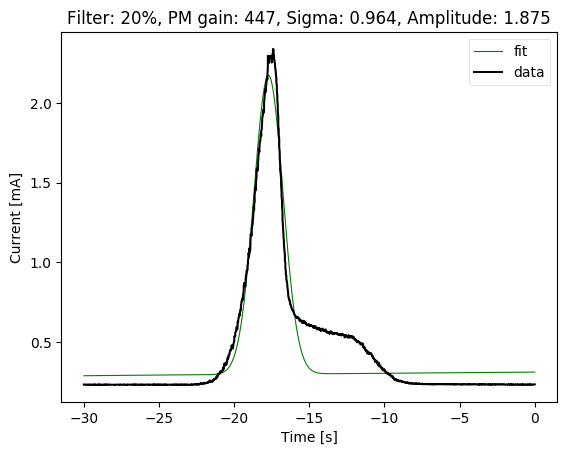 Filter: 20%, PM gain: 447, Sigma: 0.964, Amplitude: 1.875
fit
data
2.0
1.5
1.0
0.5
Current [mA]
−30
−25
−20
−15
−10
−5
0
Time [s]